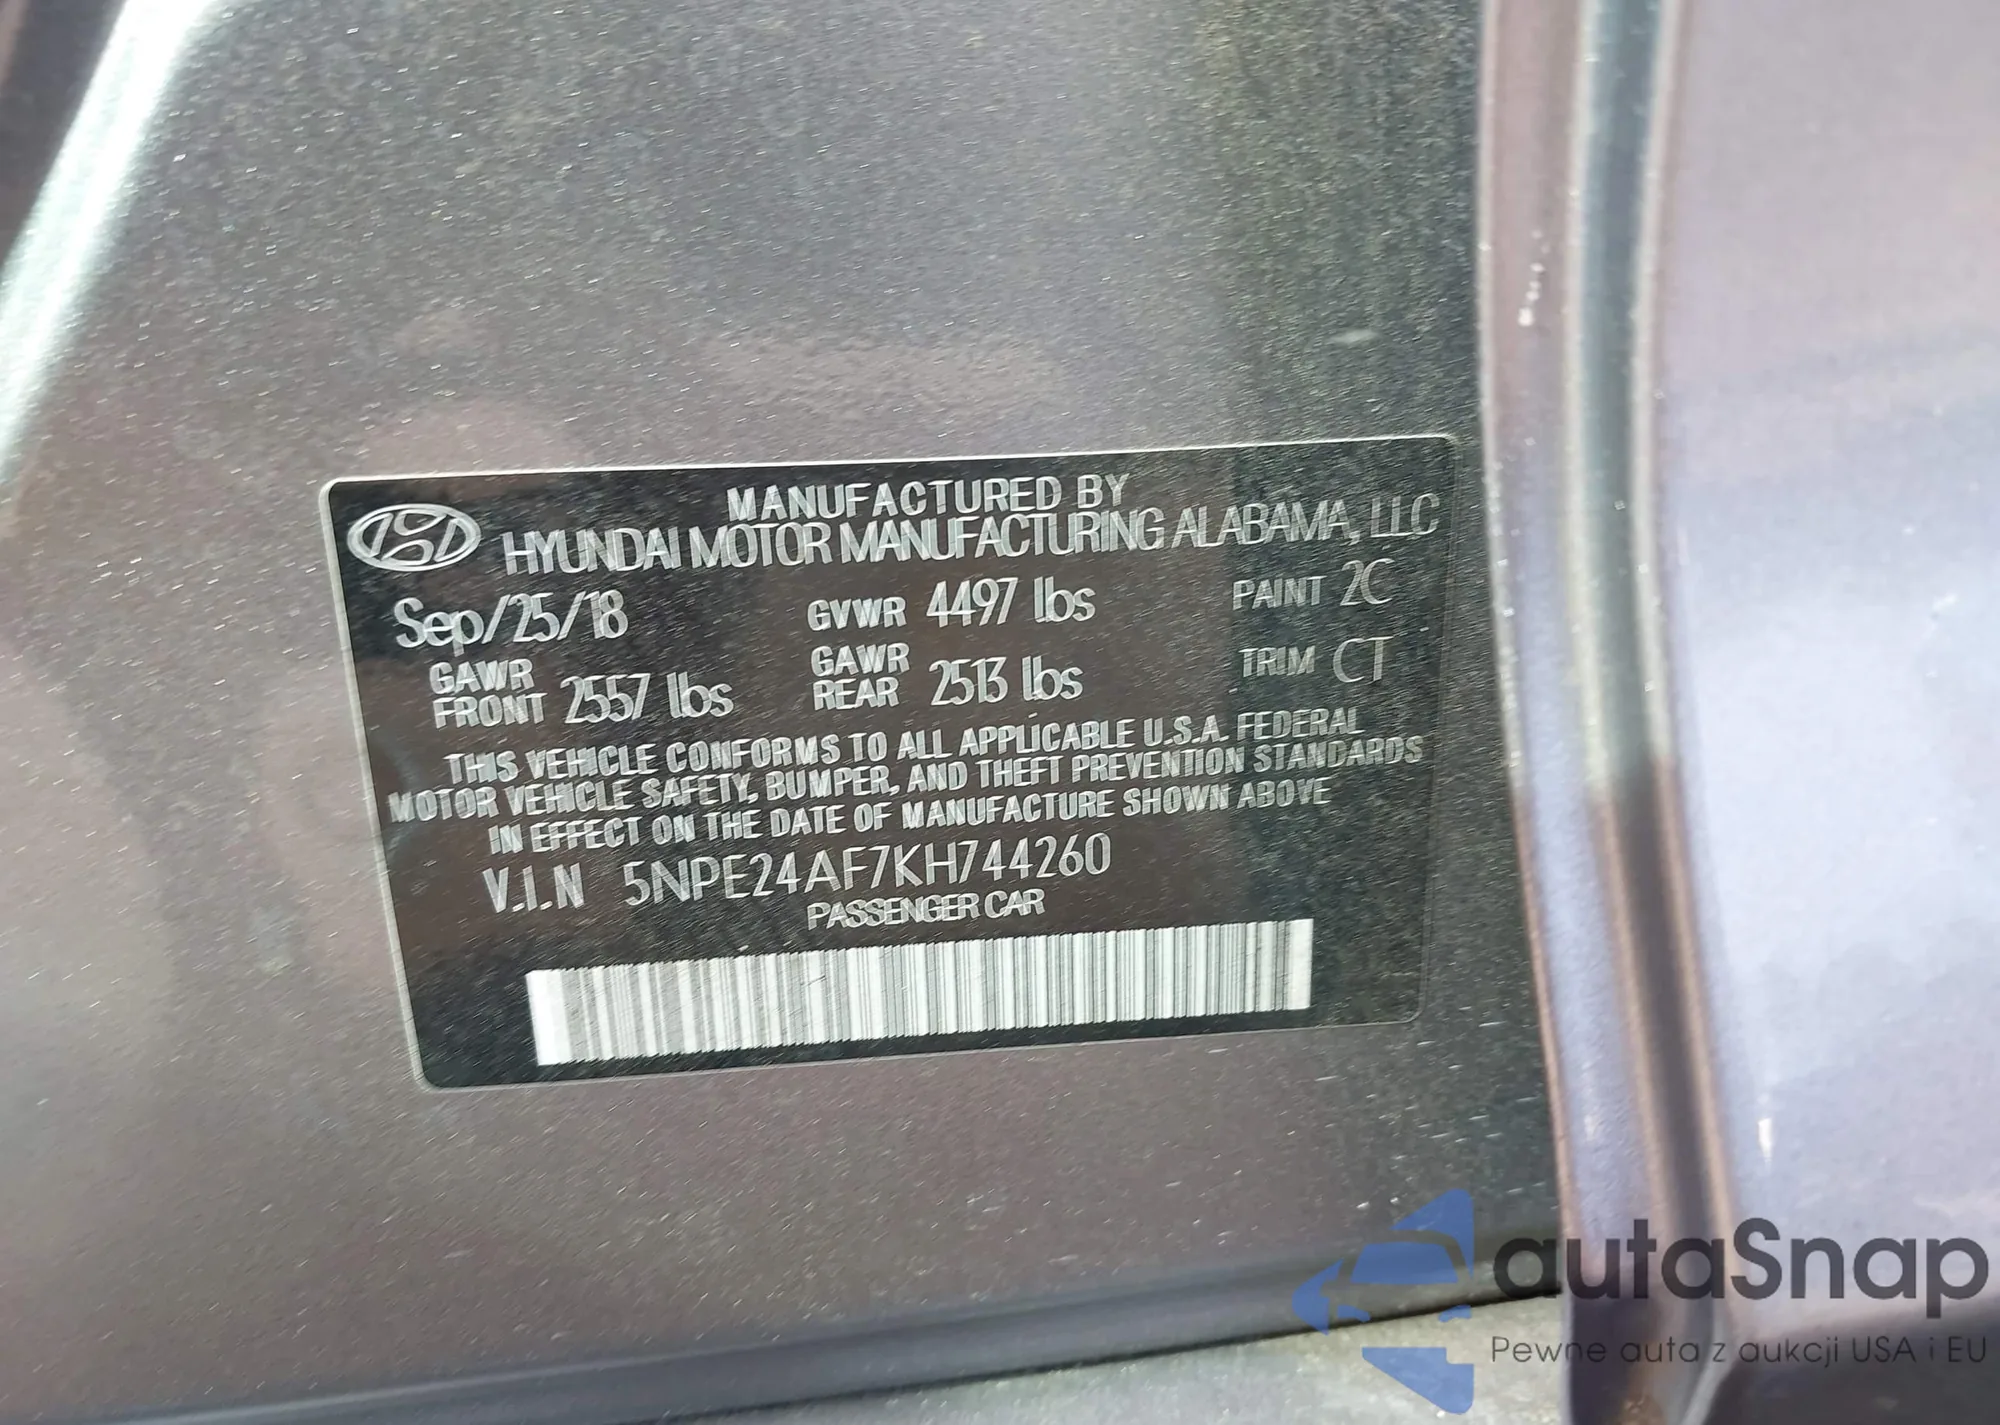 MANUFACTURED BY
HYUNDAI MOTOR MANUFACTURING ALABAMA, LLC
Sep/25/18 GVWR 4497 lbs PAINT 2C
GAWR FRONT 2557 lbs GAWR REAR 2513 lbs TRIM CT
THIS VEHICLE CONFORMS TO ALL APPLICABLE U.S.A. FEDERAL
MOTOR VEHICLE SAFETY, BUMPER, AND THEFT PREVENTION STANDARDS
IN EFFECT ON THE DATE OF MANUFACTURE SHOWN ABOVE
V.I.N 5NPE24AF7KH744260
PASSENGER CAR
autaSnap
Pewne auta z aukcji USA i EU